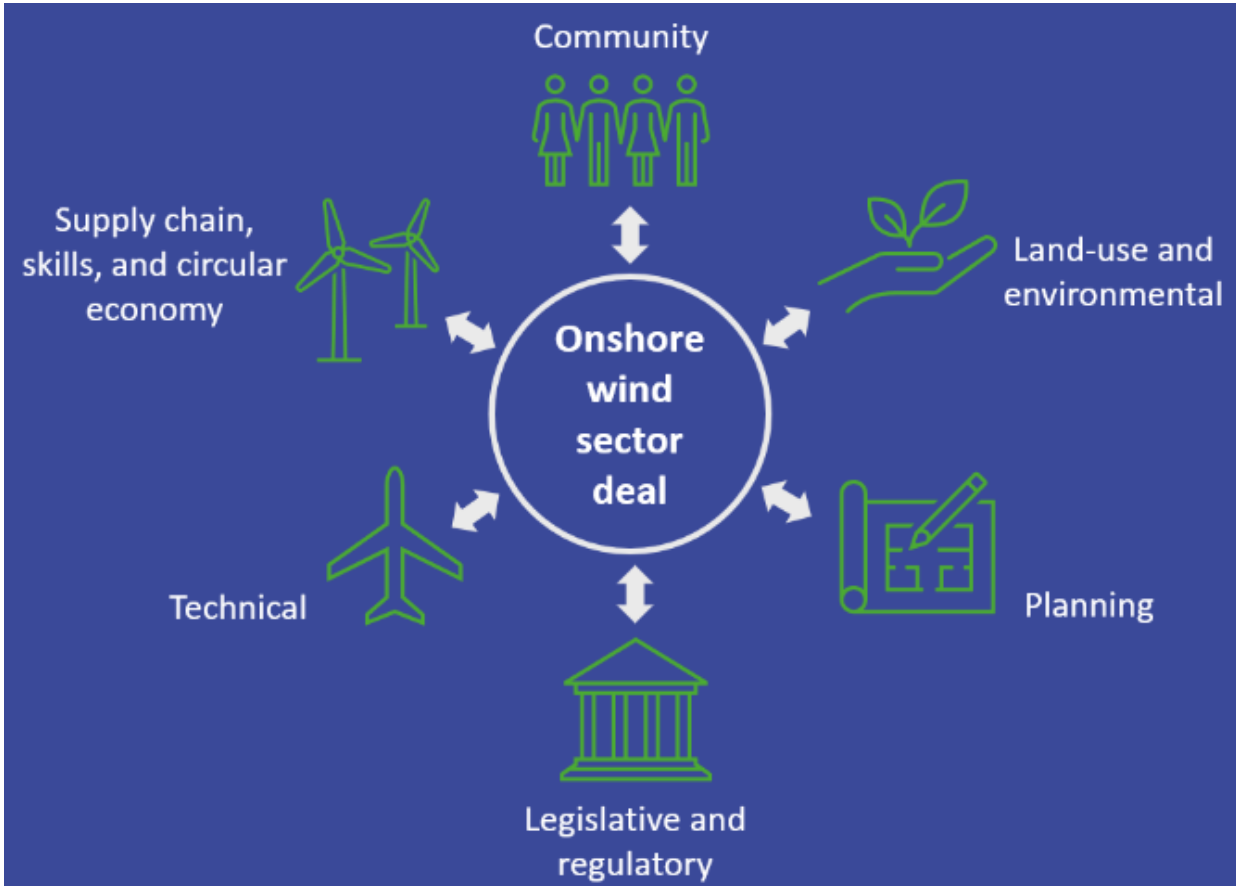 Community
Supply chain,
skills, and circular
economy
Land-use and
environmental
Onshore
wind
sector
deal
Technical
Planning
Legislative and
regulatory